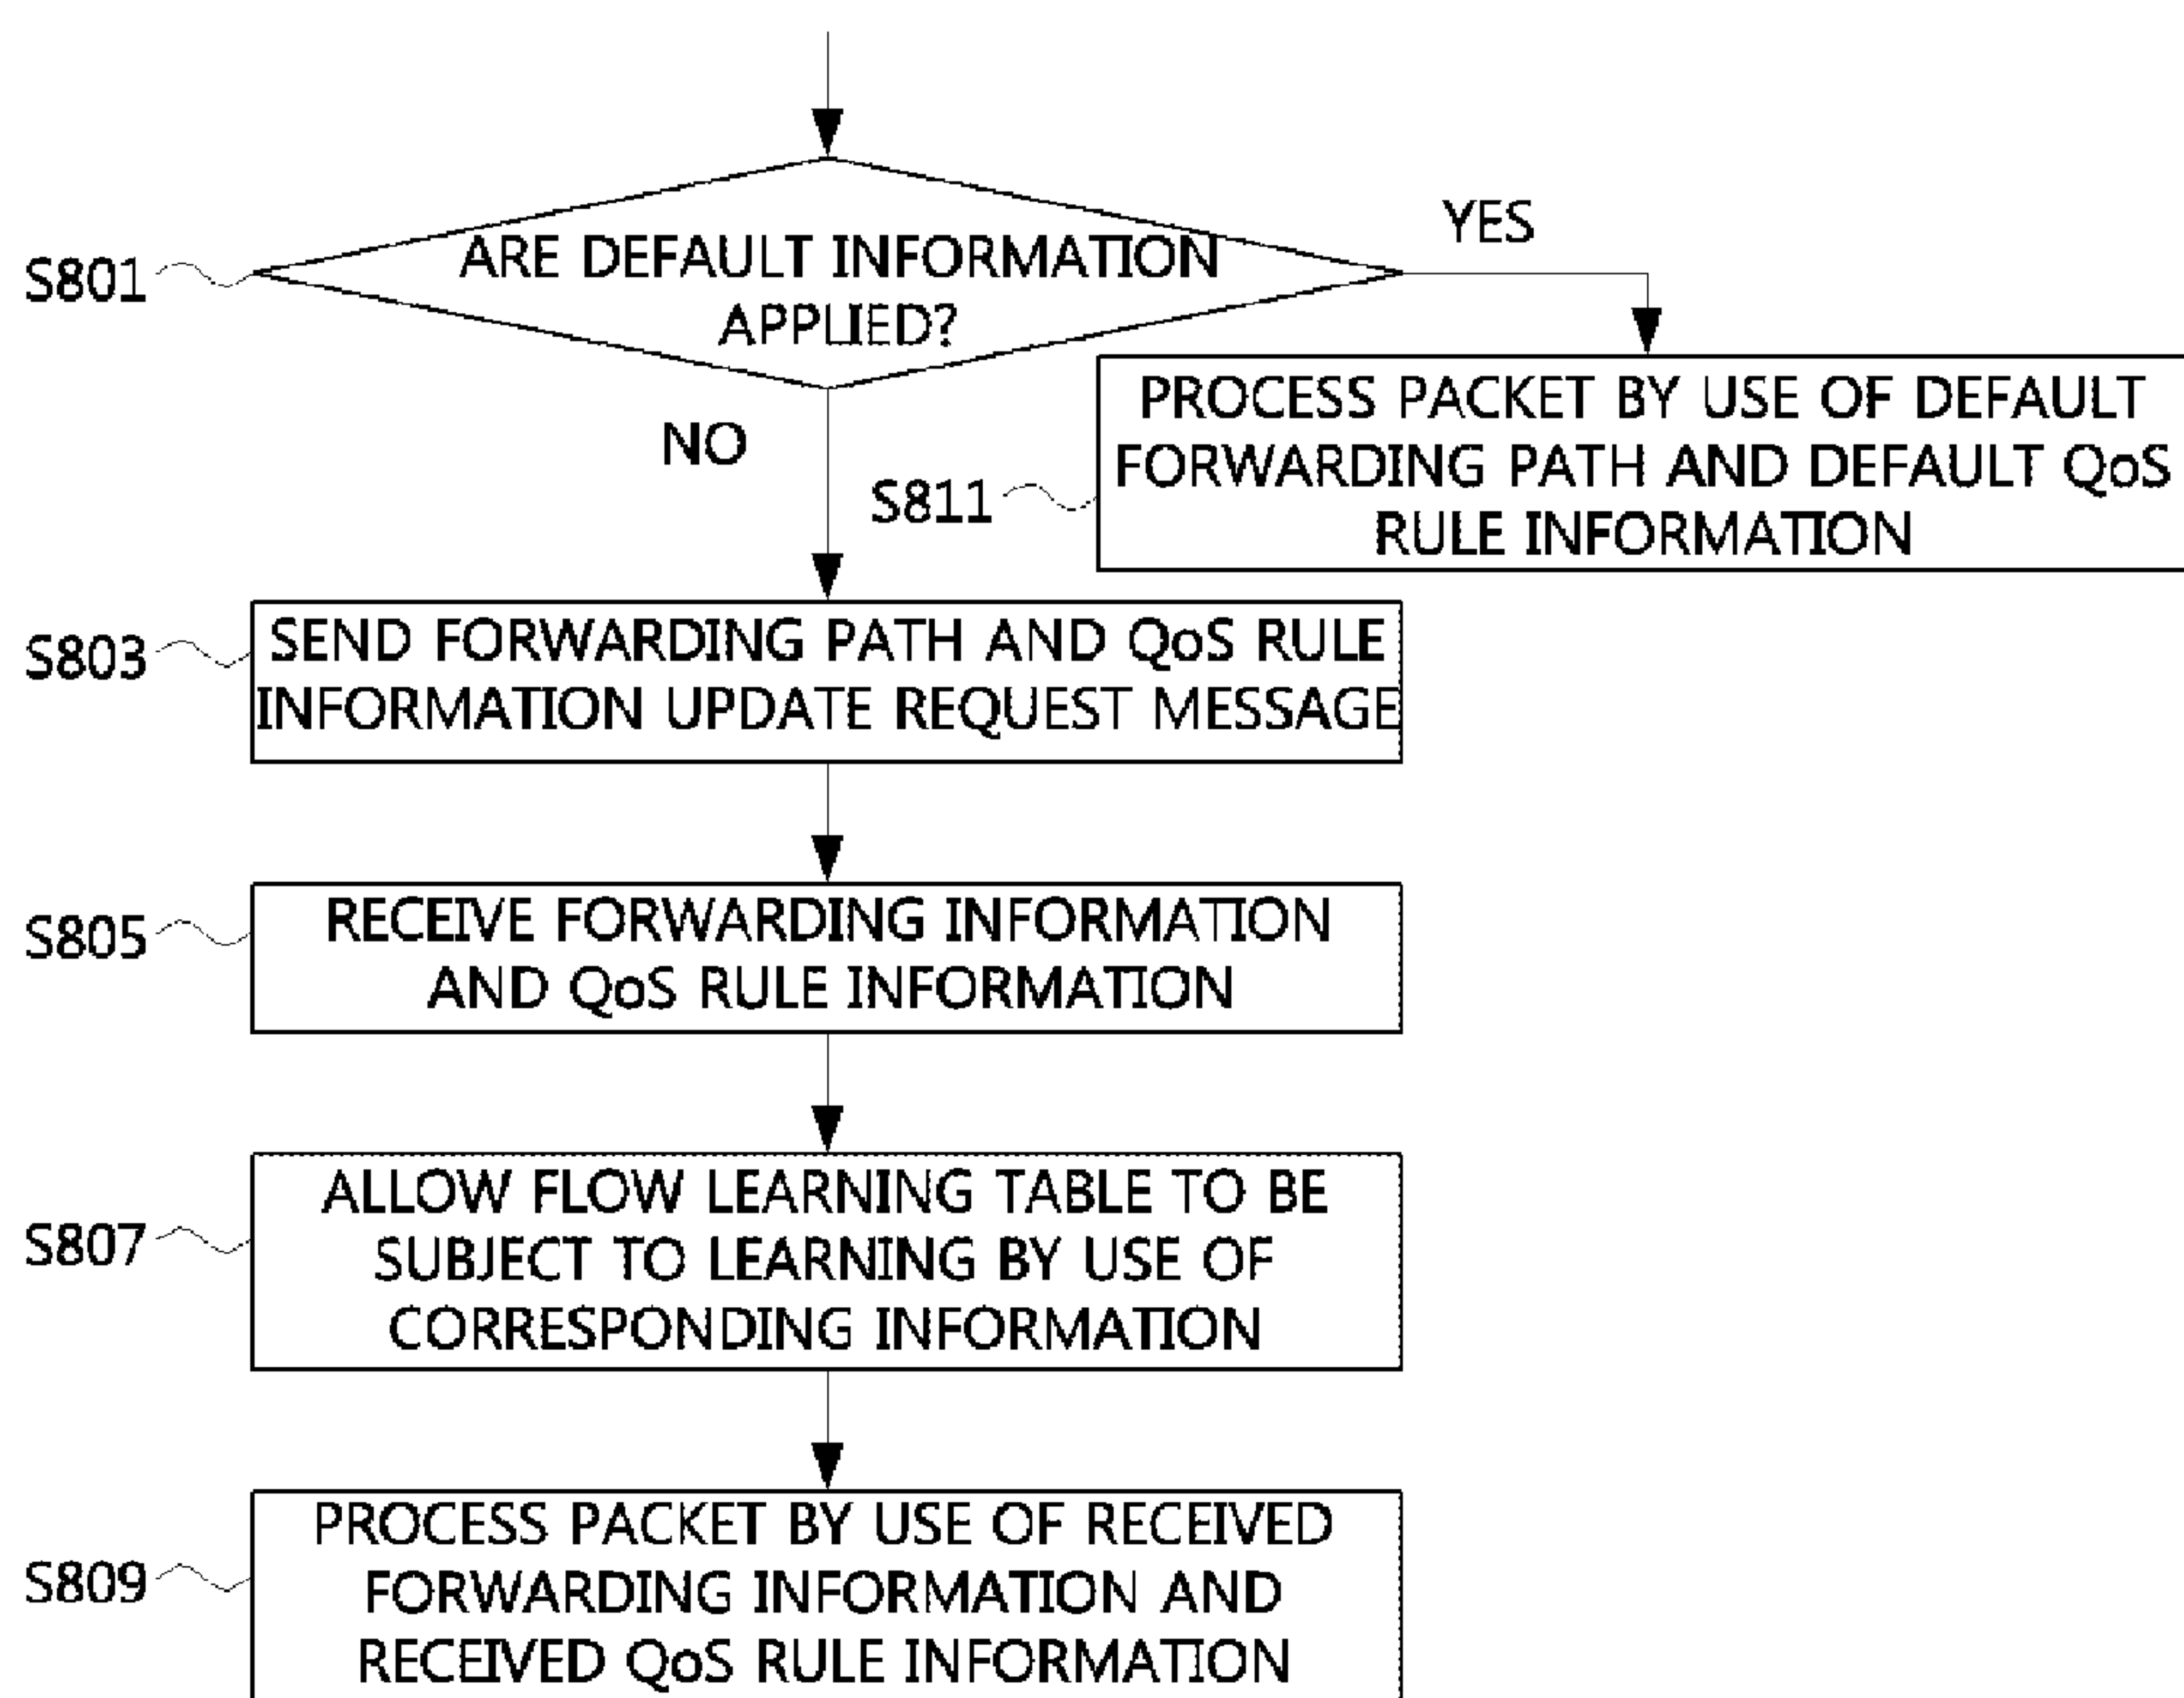 YES
S801
ARE DEFAULT INFORMATION
APPLIED?
NO
S811
PROCESS PACKET BY USE OF DEFAULT
FORWARDING PATH AND DEFAULT QoS
RULE INFORMATION
S803
SEND FORWARDING PATH AND QoS RULE
INFORMATION UPDATE REQUEST MESSAGE
S805
RECEIVE FORWARDING INFORMATION
AND QoS RULE INFORMATION
S807
ALLOW FLOW LEARNING TABLE TO BE
SUBJECT TO LEARNING BY USE OF
CORRESPONDING INFORMATION
S809
PROCESS PACKET BY USE OF RECEIVED
FORWARDING INFORMATION AND
RECEIVED QoS RULE INFORMATION